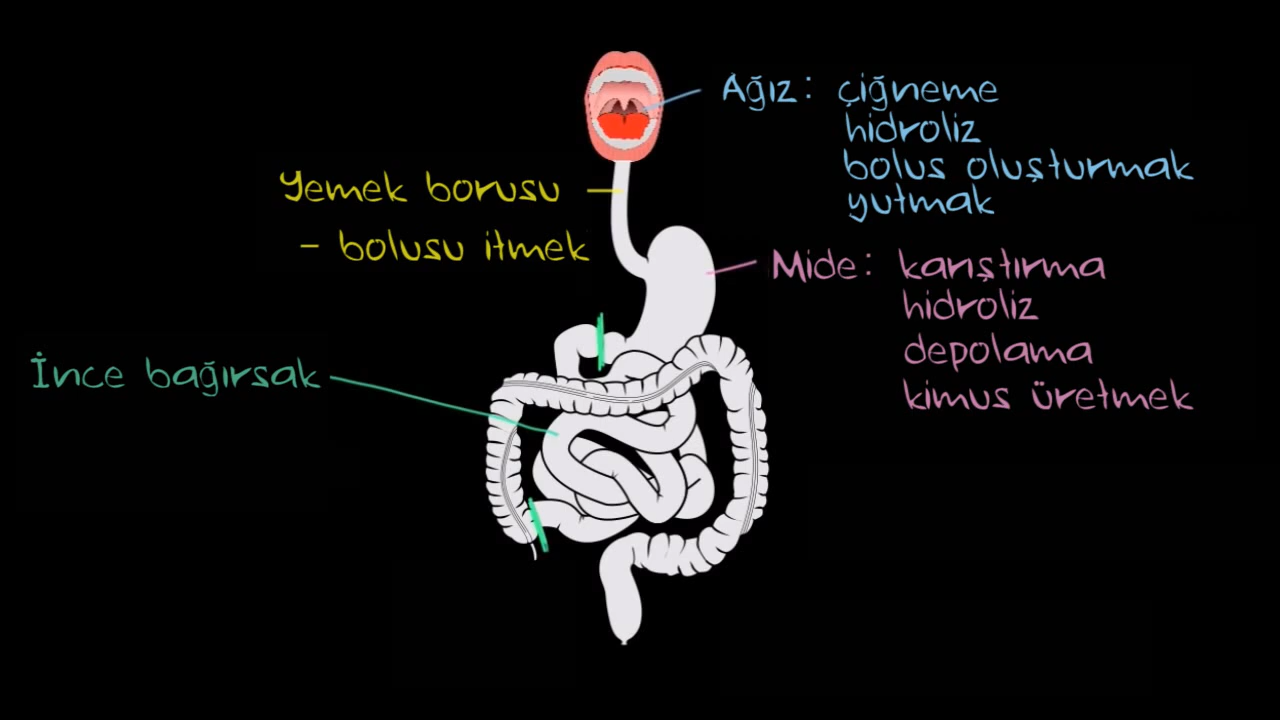 Ağız: çiğneme
hidroliz
bolus oluşturmak
yutmak
Yemek borusu
- bolusu itmek
Mide: karıştırma
hidroliz
depolama
kimus üretmek
İnce bağırsak